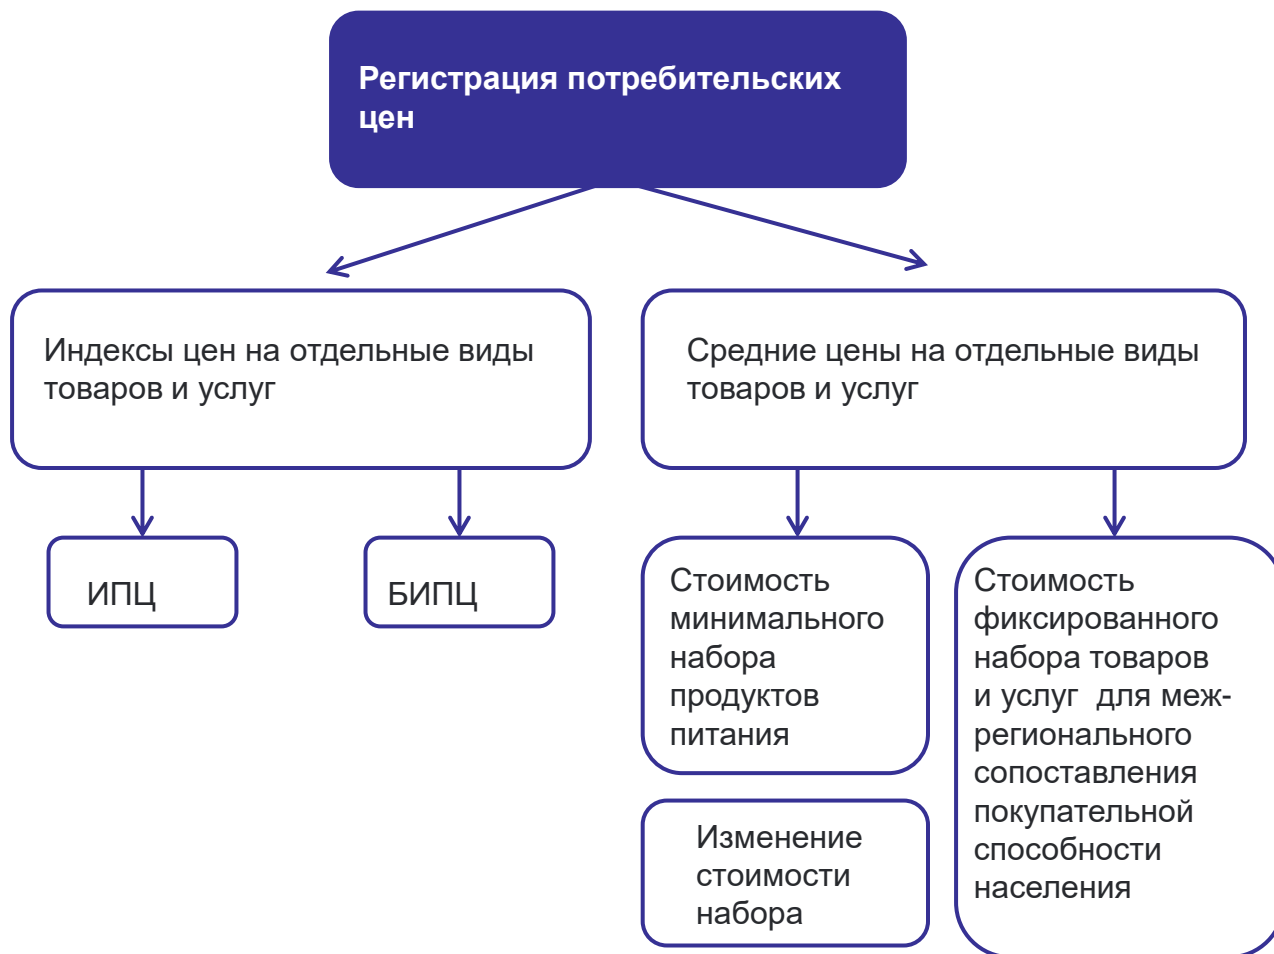 Регистрация потребительских
цен
Индексы цен на отдельные виды
товаров и услуг
Средние цены на отдельные виды
товаров и услуг
ИПЦ
БИПЦ
Стоимость
минимального
набора
продуктов
питания
Стоимость
фиксированного
набора товаров
и услуг для меж-
регионального
сопоставления
покупательной
способности
населения
Изменение
стоимости
набора